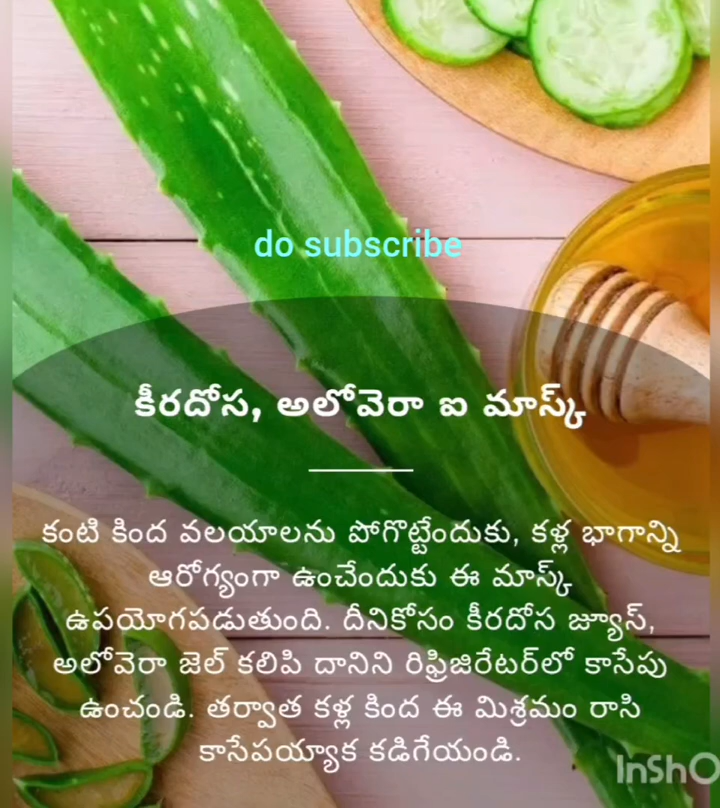 do subscribe
కీరదోస, అలోవెరా ఐ మాస్క్
కంటి కింద వలయాలను పోగొట్టేందుకు, కళ్ల భాగాన్ని
ఆరోగ్యంగా ఉంచేందుకు ఈ మాస్క్
ఉపయోగపడుతుంది. దీనికోసం కీరదోస జ్యూస్,
అలోవెరా జెల్ కలిపి దానిని రిఫ్రిజిరేటర్‌లో కాసేపు
ఉంచండి. తర్వాత కళ్ల కింద ఈ మిశ్రమం రాసి
కాసేపయ్యాక కడిగేయండి.
InShO